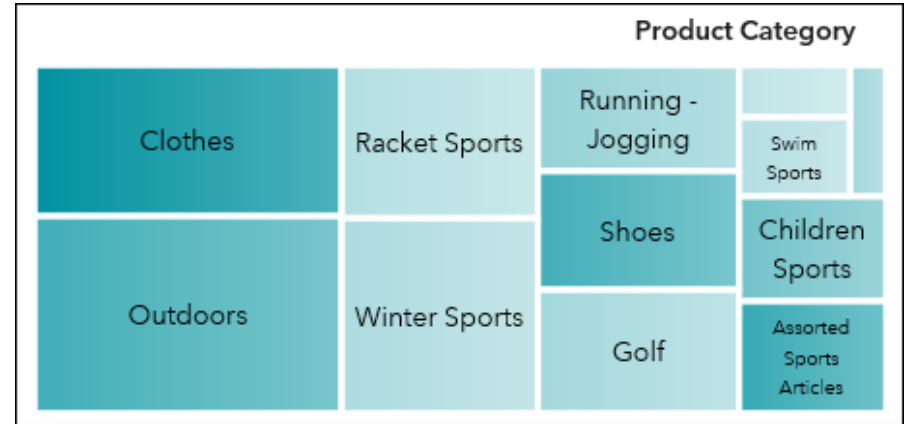 Product Category
Clothes
Outdoors
Racket Sports
Winter Sports
Running -
Jogging
Shoes
Golf
Swim
Sports
Children
Sports
Assorted
Sports
Articles